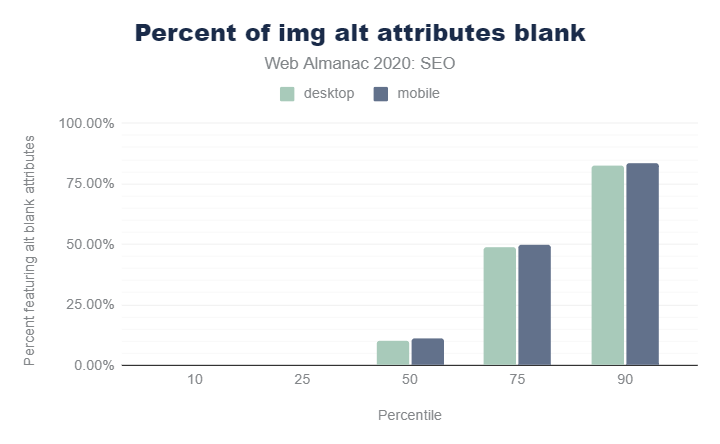 Percent of img alt attributes blank
Web Almanac 2020: SEO
desktop mobile
Percent featuring alt blank attributes
100.00%
75.00%
50.00%
25.00%
0.00%
10 25 50 75 90
Percentile